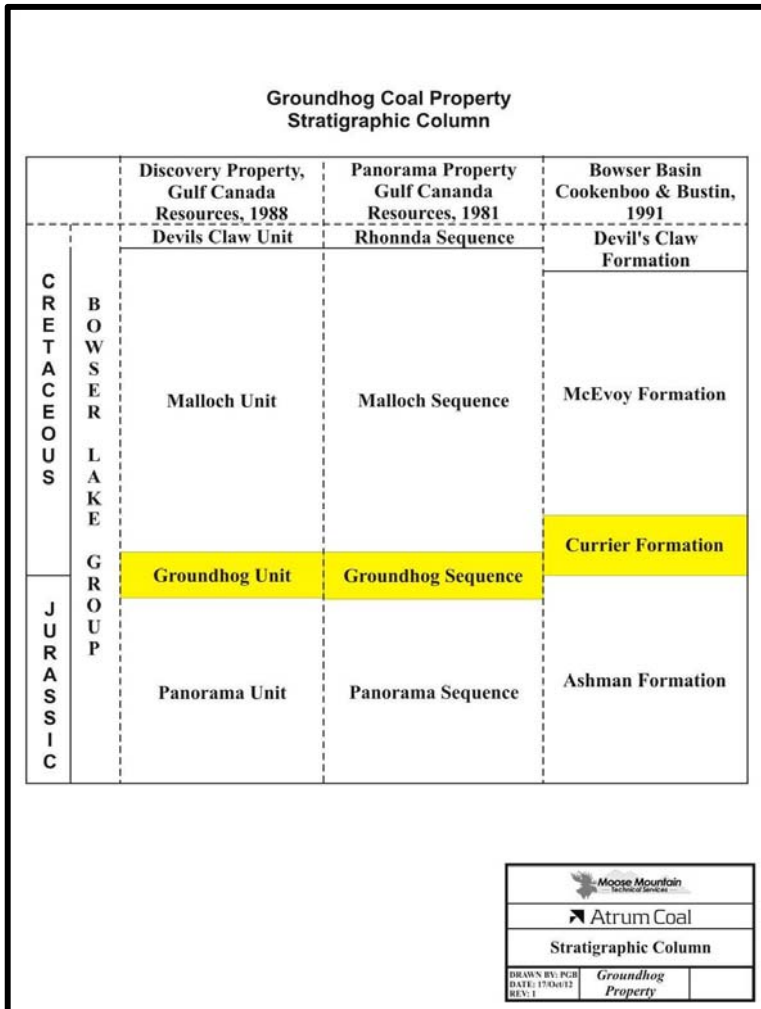 Groundhog Coal Property
Stratigraphic Column
Discovery Property,
Gulf Canada
Resources, 1988
Panorama Property
Gulf Cananda
Resources, 1981
Bowser Basin
Cookenboo & Bustin,
1991
Devils Claw Unit
Rhonnda Sequence
Devil's Claw
Formation
CRETACEOUS
BOWSER LAKE GROUP
Malloch Unit
Malloch Sequence
McEvoy Formation
Groundhog Unit
Groundhog Sequence
Currier Formation
JURASSIC
Panorama Unit
Panorama Sequence
Ashman Formation
Moose Mountain
Technical Services
Atrum Coal
Stratigraphic Column
DRAWN BY: PGB
DATE: 17/Oct/12
REV: 1
Groundhog
Property